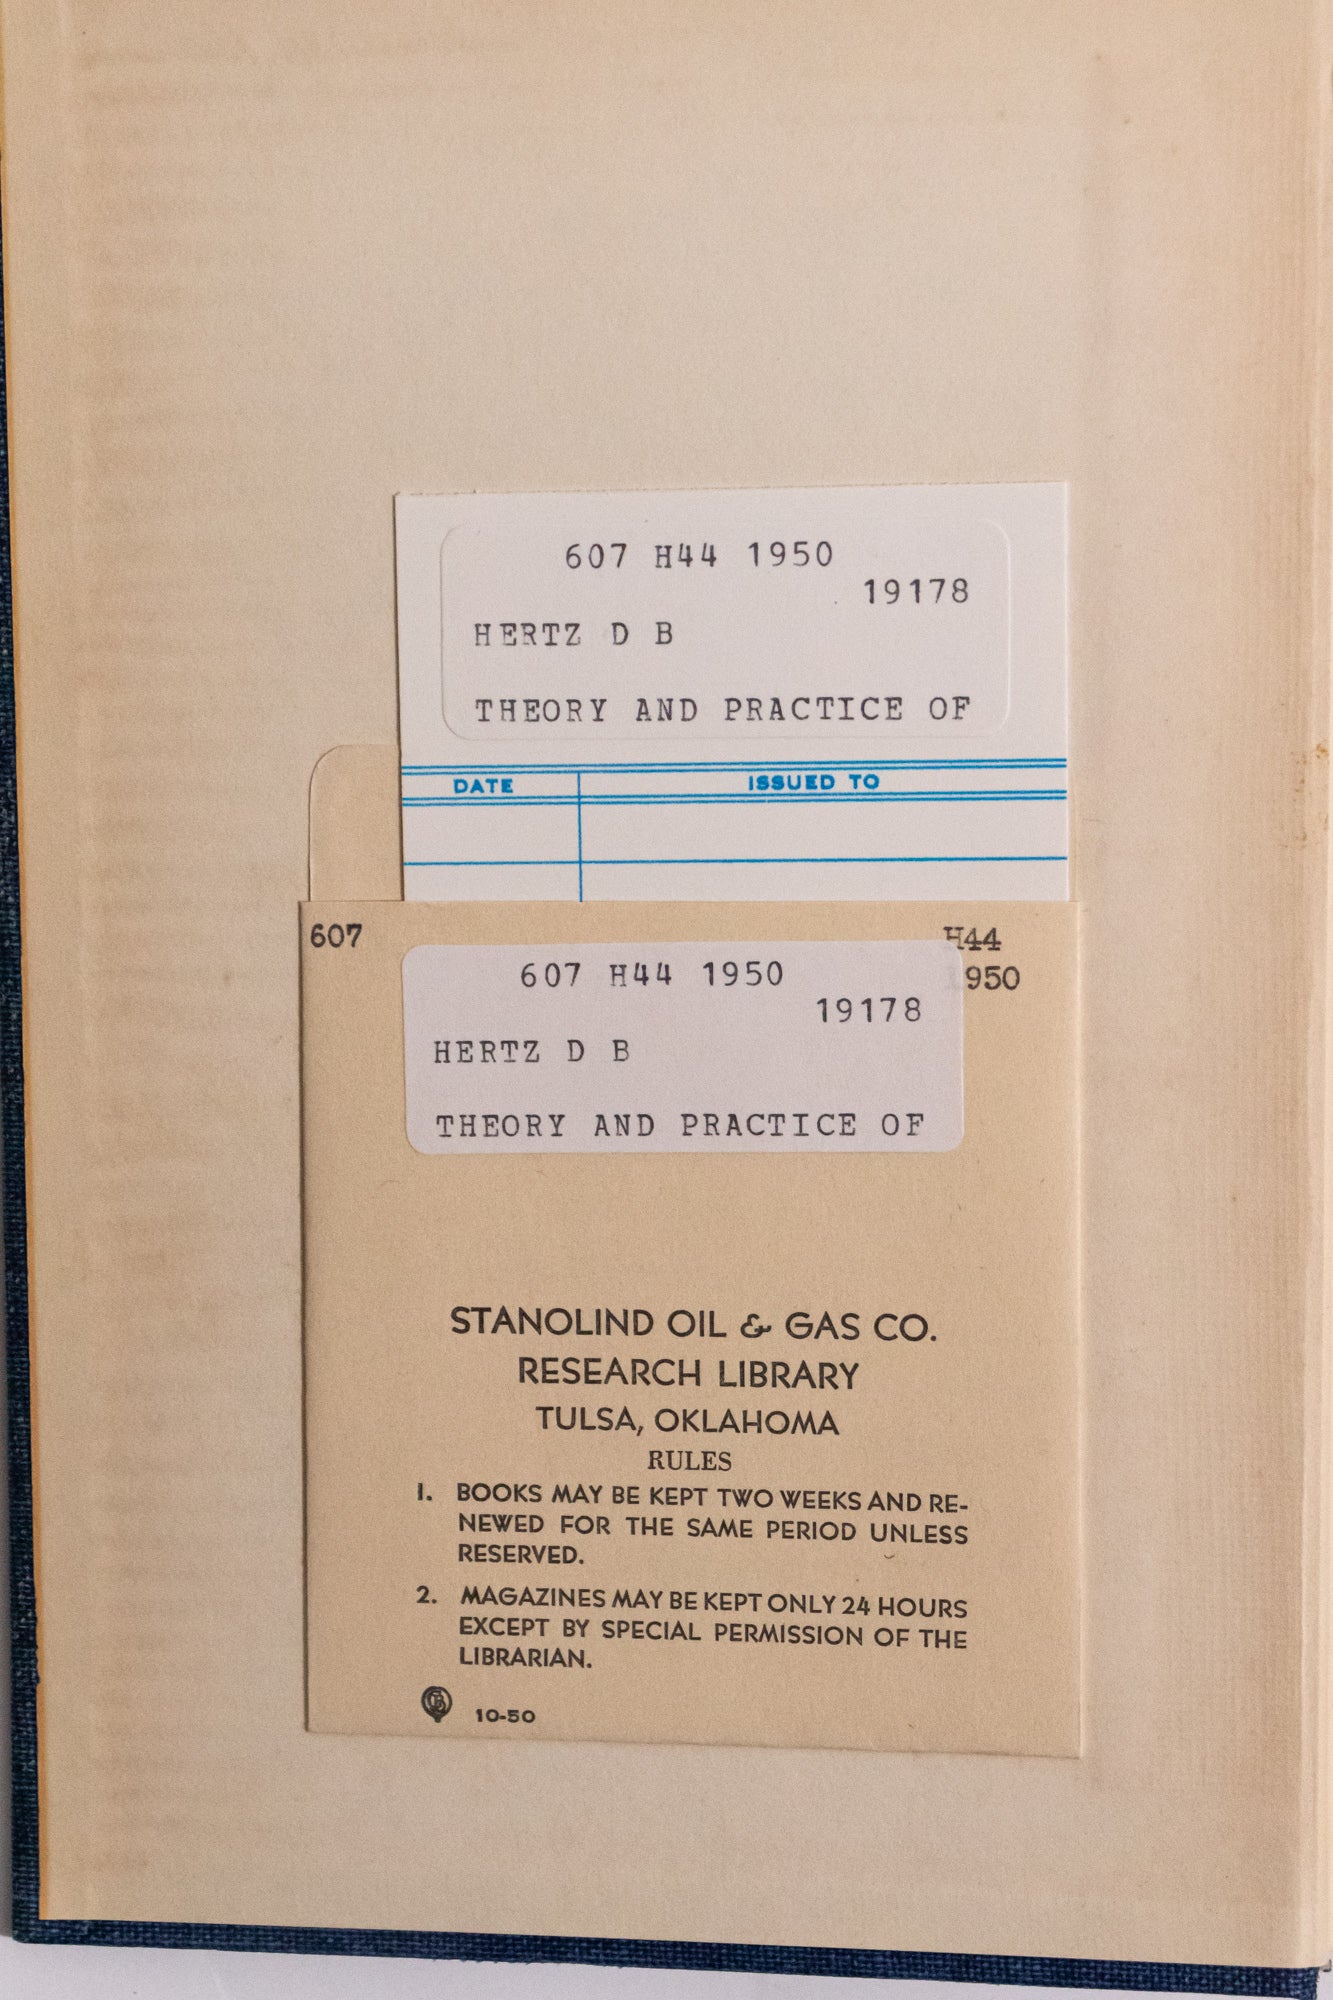 607 H44 1950
19178
HERTZ D B
THEORY AND PRACTICE OF
DATE ISSUED TO
607 H44
950
607 H44 1950
19178
HERTZ D B
THEORY AND PRACTICE OF
STANOLIND OIL & GAS CO.
RESEARCH LIBRARY
TULSA, OKLAHOMA
RULES
1. BOOKS MAY BE KEPT TWO WEEKS AND RE-
NEWED FOR THE SAME PERIOD UNLESS
RESERVED.
2. MAGAZINES MAY BE KEPT ONLY 24 HOURS
EXCEPT BY SPECIAL PERMISSION OF THE
LIBRARIAN.
10-50